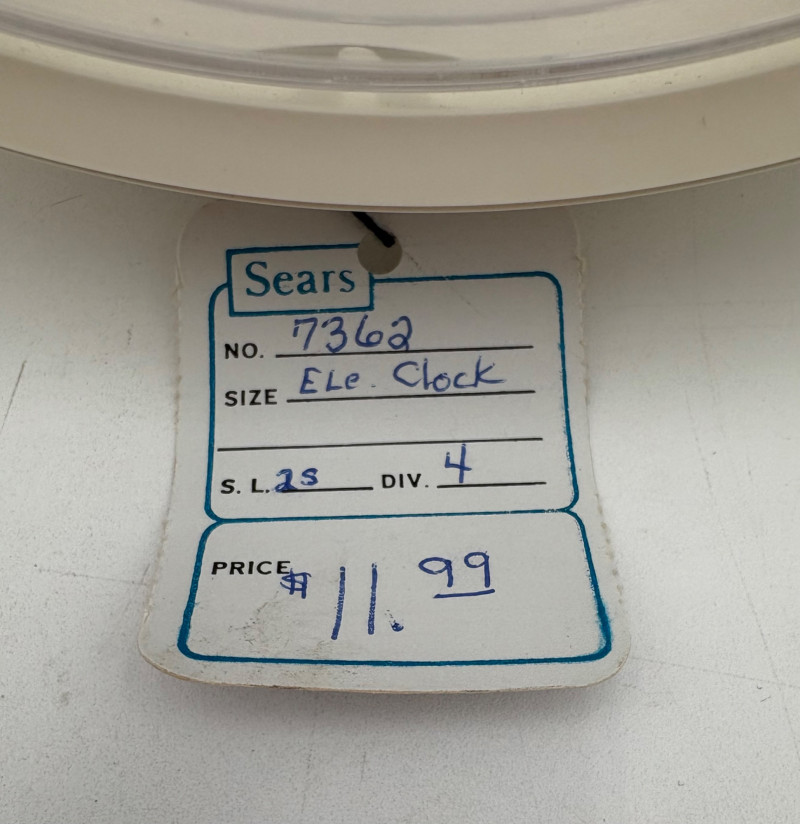 Sears
NO. 7362
SIZE ELe. Clock
S. L. 2s DIV. 4
PRICE $11.99